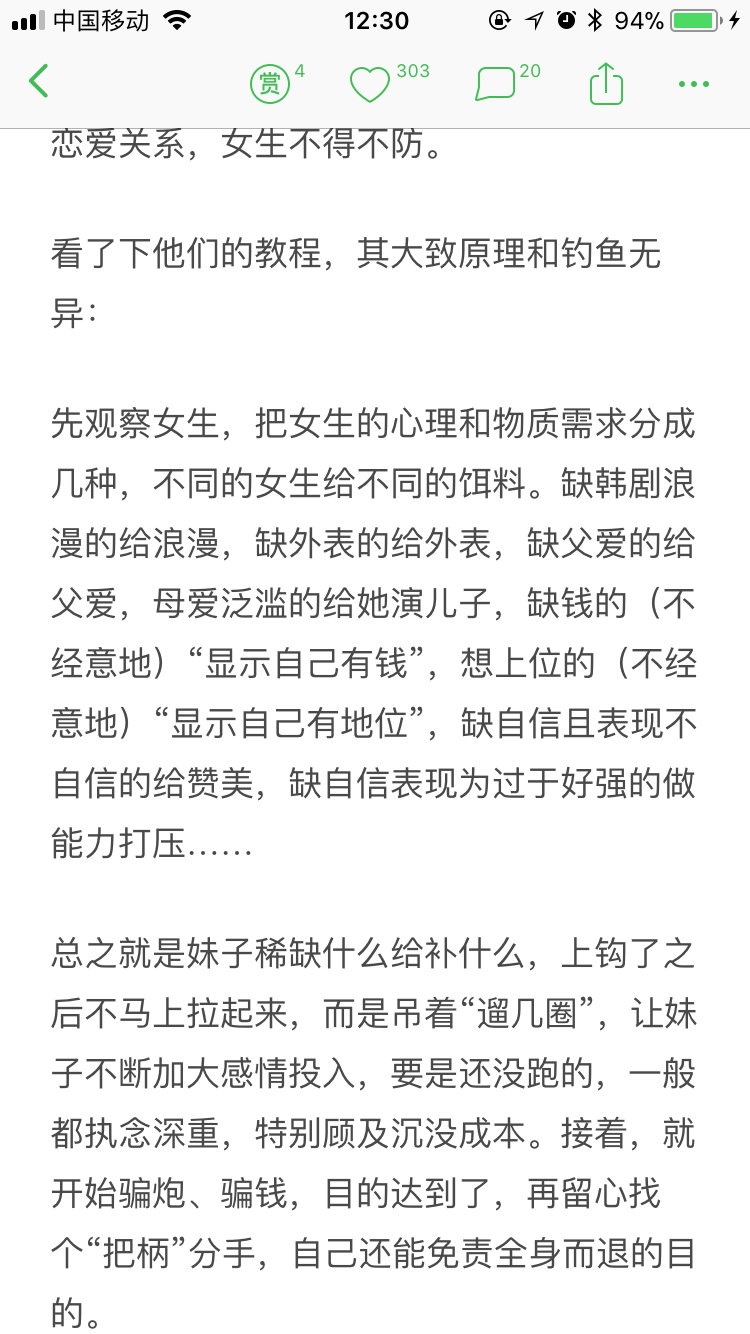 中国移动 12:30 94%
赏 4 303 20
恋爱关系，女生不得不防。
看了下他们的教程，其大致原理和钓鱼无
异：
先观察女生，把女生的心理和物质需求分成
几种，不同的女生给不同的饵料。缺韩剧浪
漫的给浪漫，缺外表的给外表，缺父爱的给
父爱，母爱泛滥的给她演儿子，缺钱的（不
经意地）“显示自己有钱”，想上位的（不经
意地）“显示自己有地位”，缺自信且表现不
自信的给赞美，缺自信表现为过于好强的做
能力打压……
总之就是妹子稀缺什么给补什么，上钩了之
后不马上拉起来，而是吊着“遛几圈”，让妹
子不断加大感情投入，要是还没跑的，一般
都执念深重，特别顾及沉没成本。接着，就
开始骗炮、骗钱，目的达到了，再留心找
个“把柄”分手，自己还能免责全身而退的目
的。